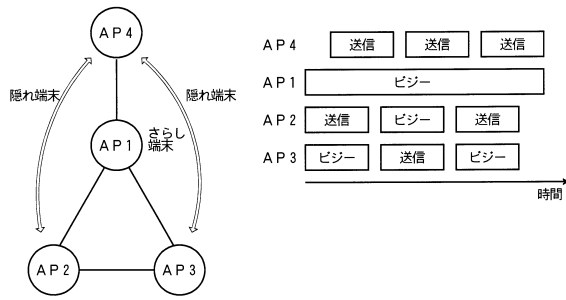 AP4
隠れ端末
隠れ端末
AP1
さらし
端末
AP2
AP3
AP4
送信
送信
送信
AP1
ビジー
AP2
送信
ビジー
送信
AP3
ビジー
送信
ビジー
時間